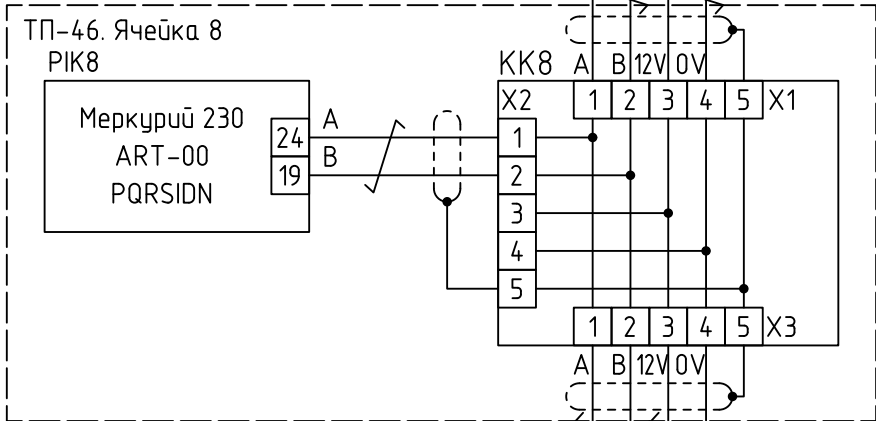 ТП-46. Ячейка 8
PIK8
Меркурий 230
ART-00
PQRSIDN
24
19
A
B
KK8
A B 12V 0V
X2
1 2 3 4 5 X1
1
2
3
4
5
1 2 3 4 5 X3
A B 12V 0V